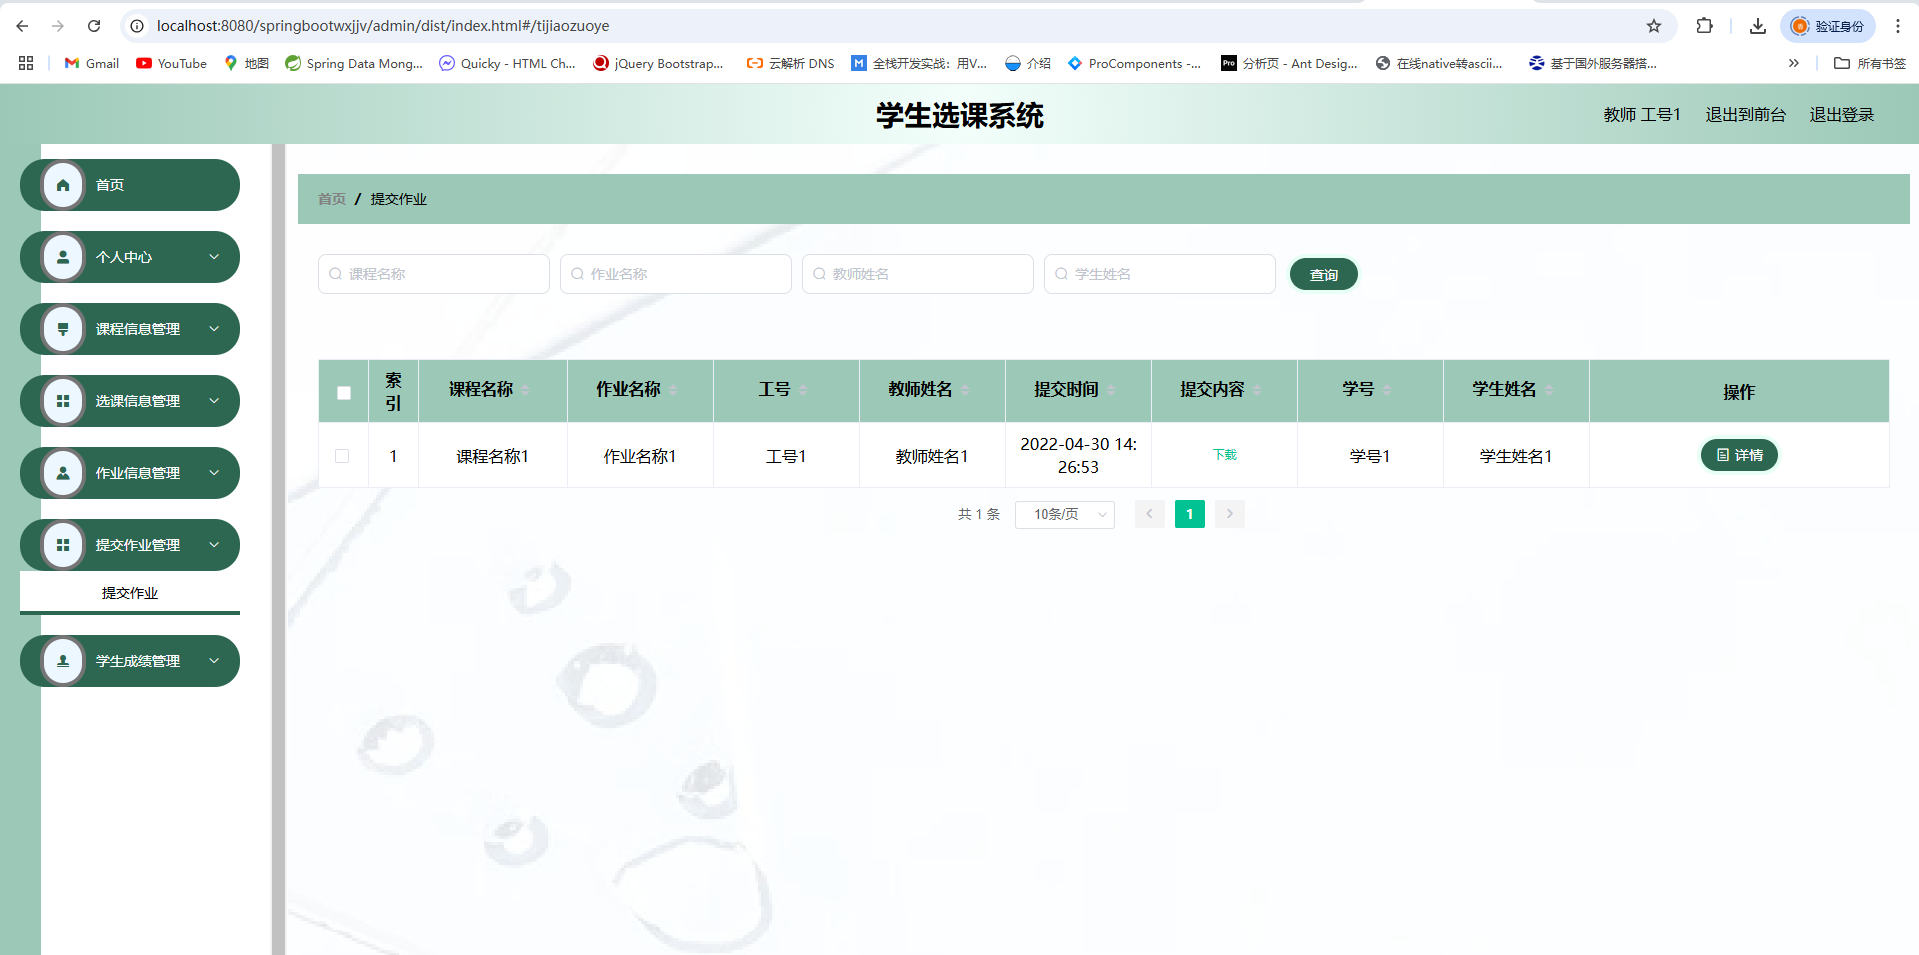 localhost:8080/springbootwxjjv/admin/dist/index.html#/tijiaozuoye
验证身份
Gmail
YouTube
地图
Spring Data Mong...
Quicky - HTML Ch...
jQuery Bootstrap...
云解析 DNS
全栈开发实战：用V...
介绍
ProComponents -...
Pro
分析页 - Ant Desig...
在线native转ascii...
基于国外服务器搭...
所有书签
学生选课系统
教师 工号1
退出到前台
退出登录
首页
个人中心
课程信息管理
选课信息管理
作业信息管理
提交作业管理
提交作业
学生成绩管理
首页 / 提交作业
课程名称
作业名称
教师姓名
学生姓名
查询
索引 课程名称 作业名称 工号 教师姓名 提交时间 提交内容 学号 学生姓名 操作
1 课程名称1 作业名称1 工号1 教师姓名1 2022-04-30 14:26:53 下载 学号1 学生姓名1 详情
共 1 条
10条/页
1